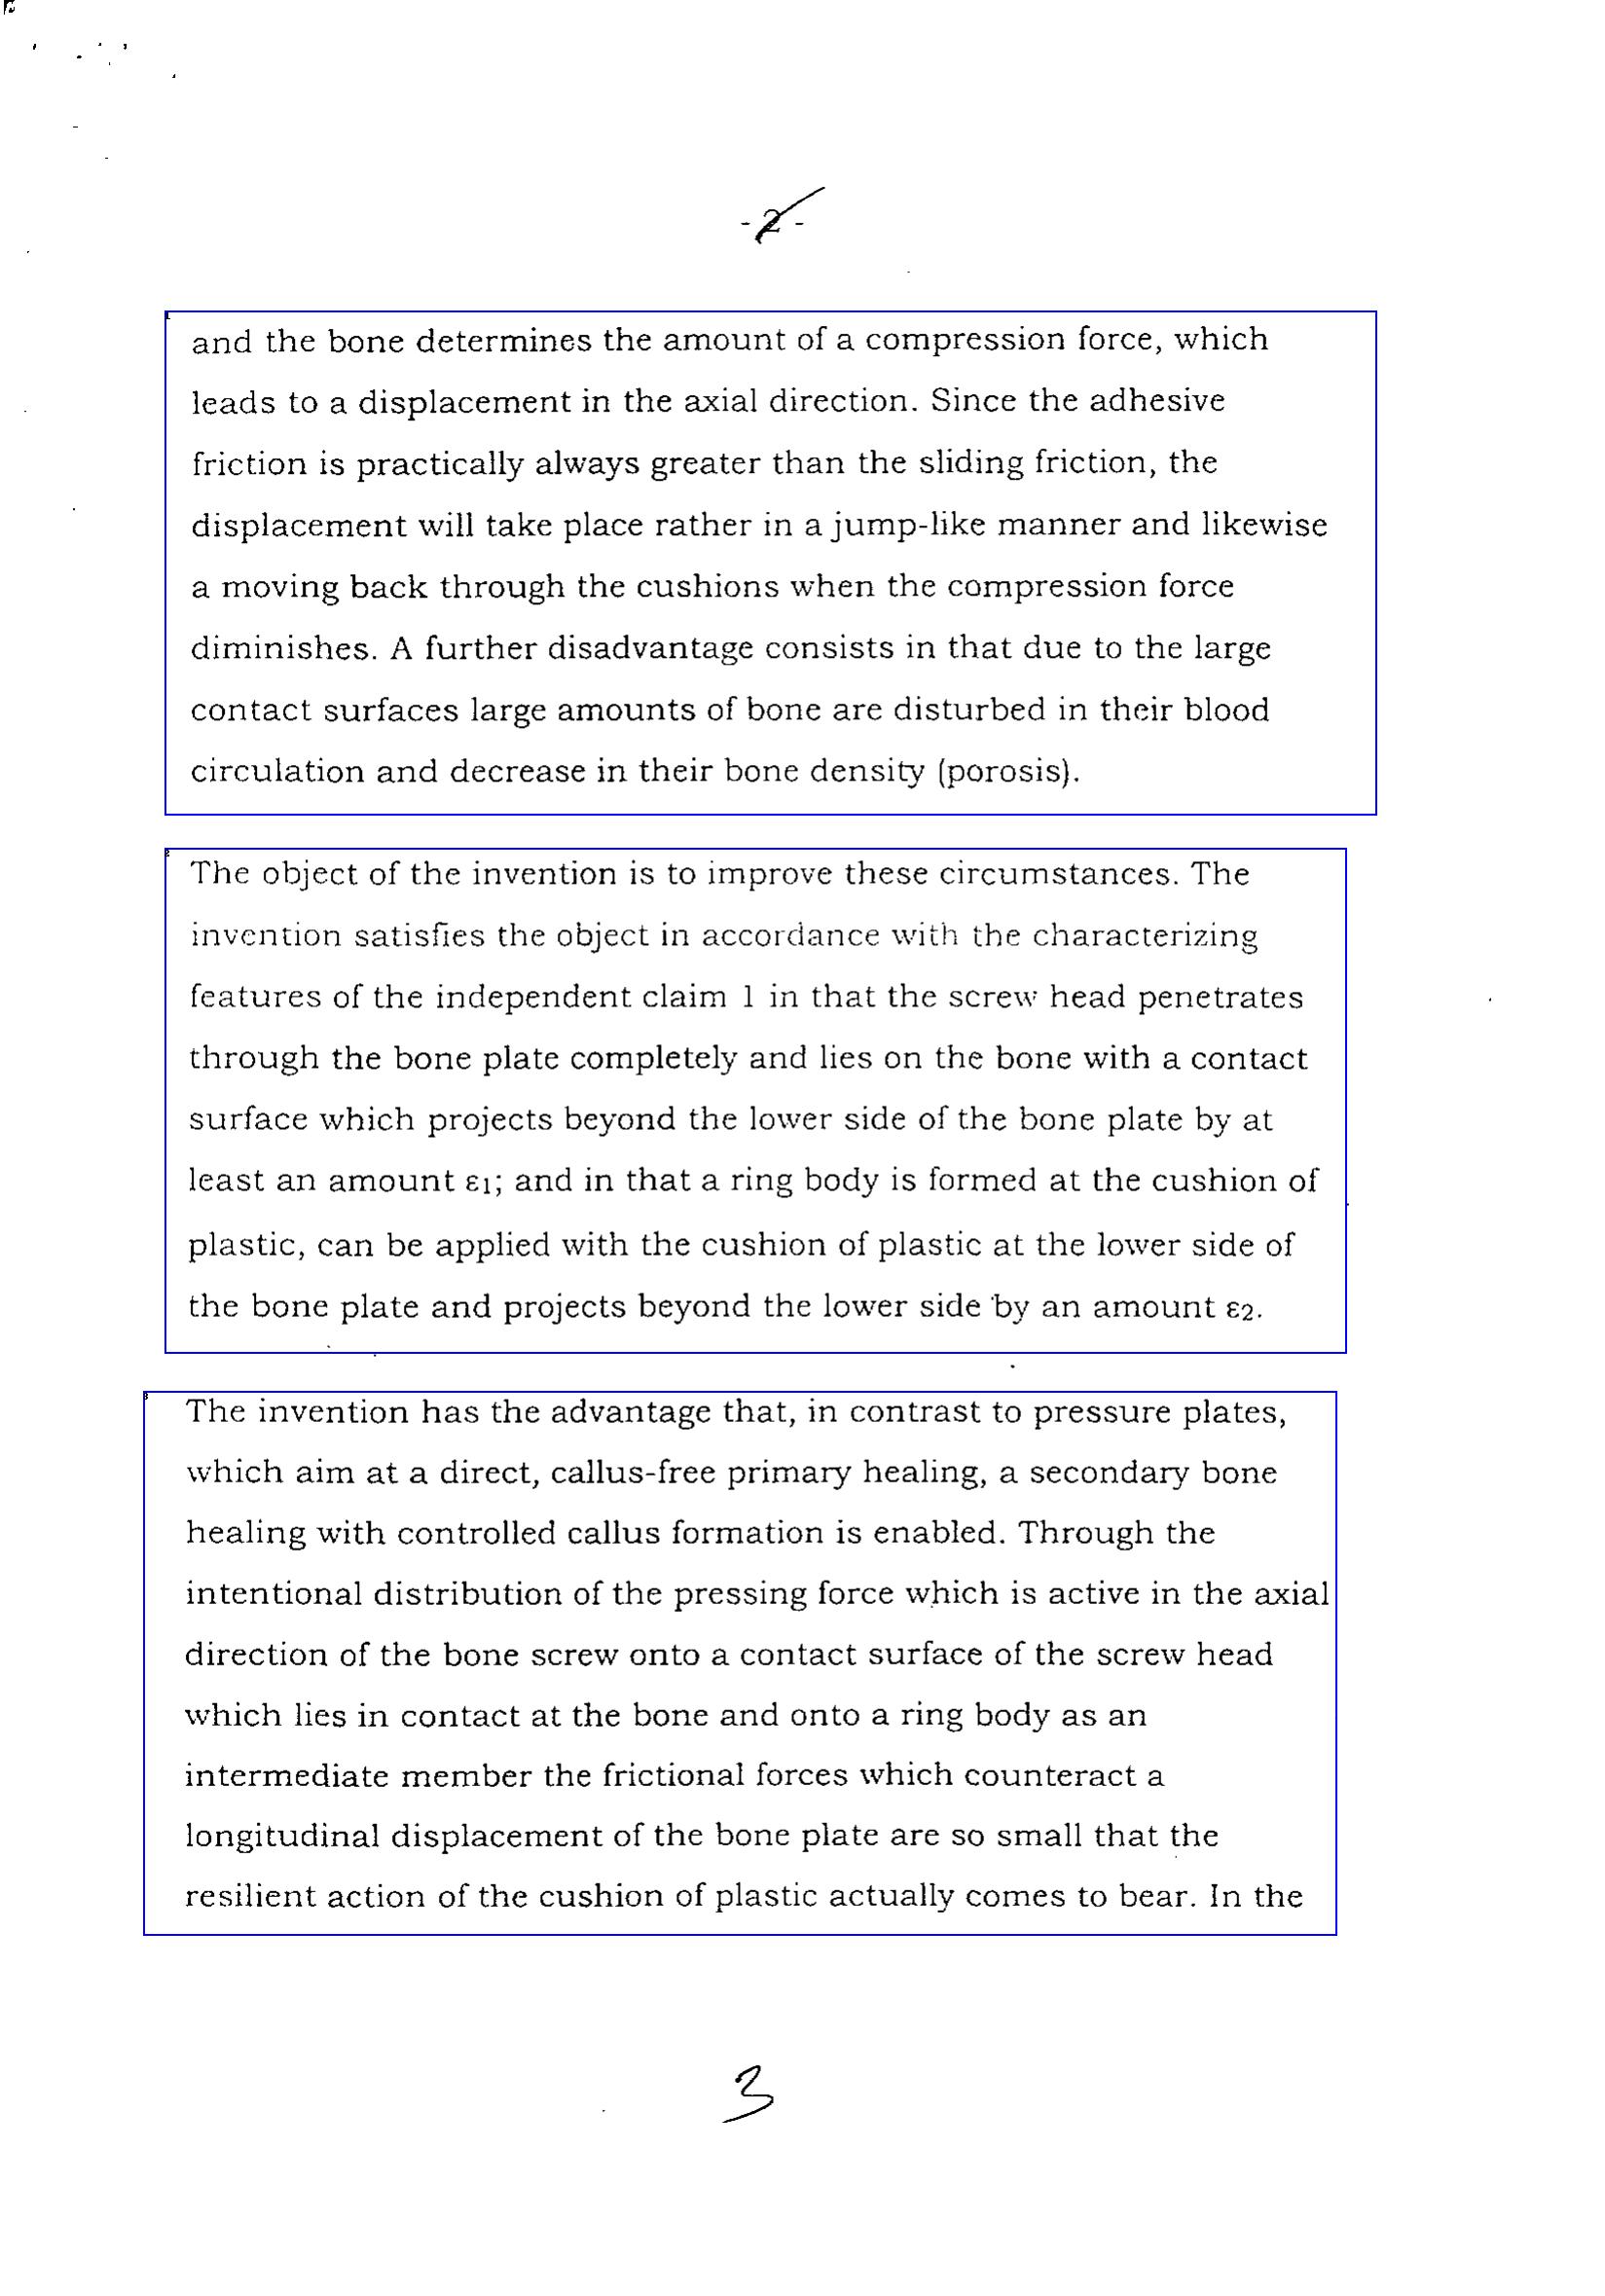 - 2 -
and the bone determines the amount of a compression force, which
leads to a displacement in the axial direction. Since the adhesive
friction is practically always greater than the sliding friction, the
displacement will take place rather in a jump-like manner and likewise
a moving back through the cushions when the compression force
diminishes. A further disadvantage consists in that due to the large
contact surfaces large amounts of bone are disturbed in their blood
circulation and decrease in their bone density (porosis).
The object of the invention is to improve these circumstances. The
invention satisfies the object in accordance with the characterizing
features of the independent claim 1 in that the screw head penetrates
through the bone plate completely and lies on the bone with a contact
surface which projects beyond the lower side of the bone plate by at
least an amount ε1; and in that a ring body is formed at the cushion of
plastic, can be applied with the cushion of plastic at the lower side of
the bone plate and projects beyond the lower side by an amount ε2.
The invention has the advantage that, in contrast to pressure plates,
which aim at a direct, callus-free primary healing, a secondary bone
healing with controlled callus formation is enabled. Through the
intentional distribution of the pressing force which is active in the axial
direction of the bone screw onto a contact surface of the screw head
which lies in contact at the bone and onto a ring body as an
intermediate member the frictional forces which counteract a
longitudinal displacement of the bone plate are so small that the
resilient action of the cushion of plastic actually comes to bear. In the
3